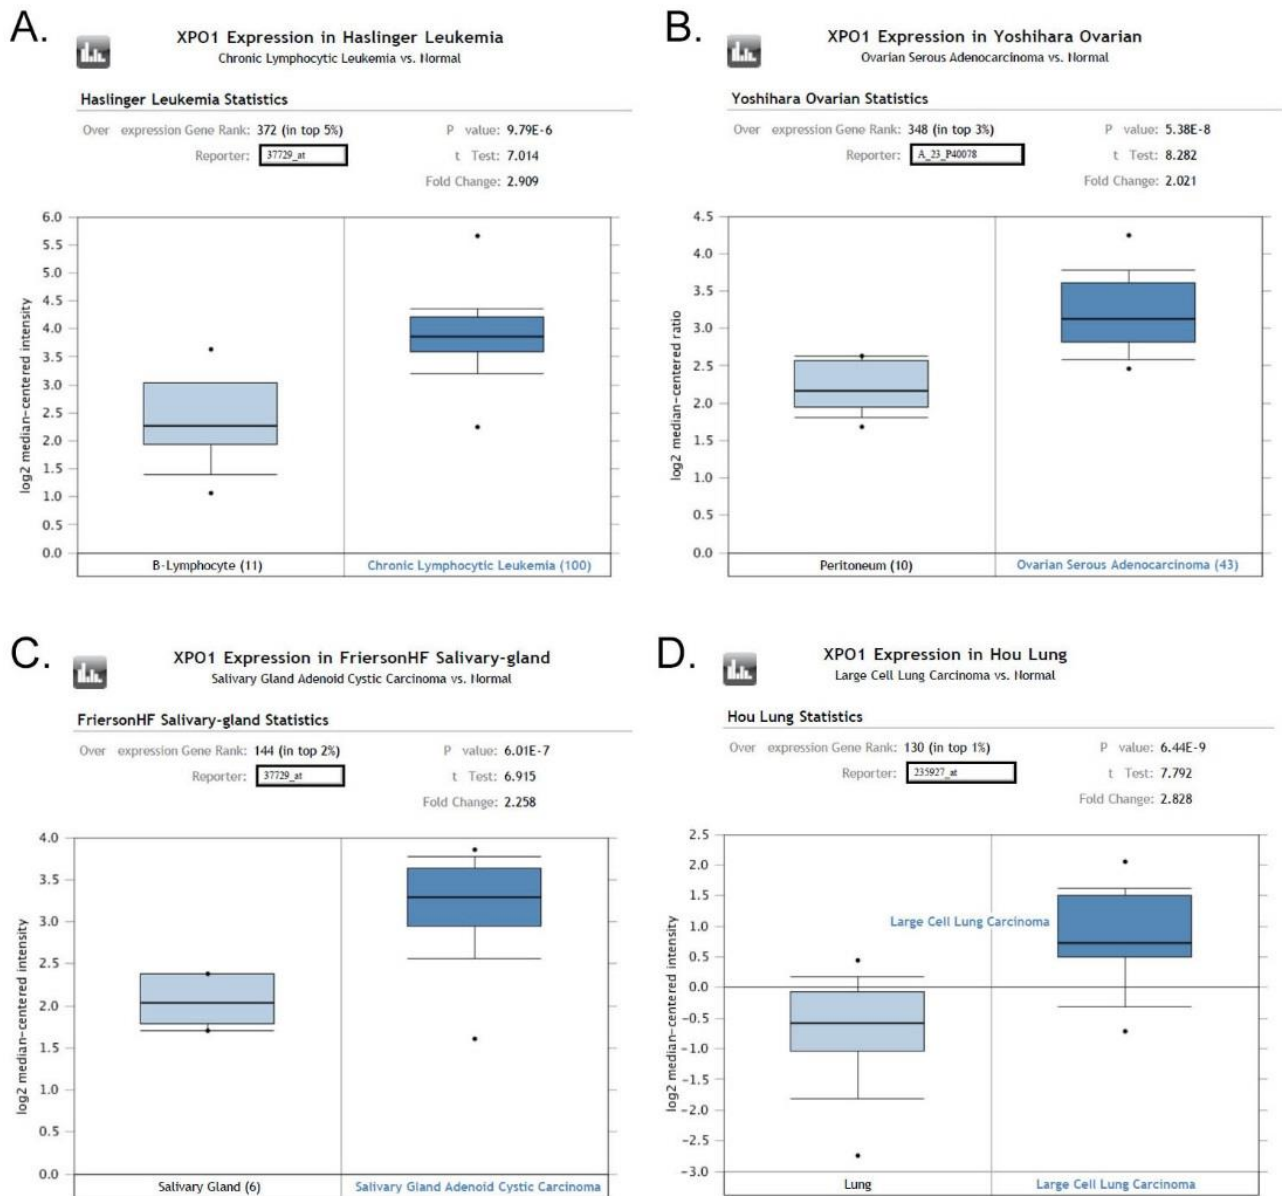 A.
XPO1 Expression in Haslinger Leukemia
Chronic Lymphocytic Leukemia vs. Normal
Haslinger Leukemia Statistics
Over expression Gene Rank: 372 (in top 5%)
P value: 9.79E-6
Reporter: 37729_at
t Test: 7.014
Fold Change: 2.909
log2 median-centered intensity
6.0
5.5
5.0
4.5
4.0
3.5
3.0
2.5
2.0
1.5
1.0
0.5
0.0
B-Lymphocyte (11)
Chronic Lymphocytic Leukemia (100)
B.
XPO1 Expression in Yoshihara Ovarian
Ovarian Serous Adenocarcinoma vs. Normal
Yoshihara Ovarian Statistics
Over expression Gene Rank: 348 (in top 3%)
P value: 5.38E-8
Reporter: A_23_P40078
t Test: 8.282
Fold Change: 2.021
log2 median-centered ratio
4.5
4.0
3.5
3.0
2.5
2.0
1.5
1.0
0.5
0.0
Peritoneum (10)
Ovarian Serous Adenocarcinoma (43)
C.
XPO1 Expression in FriersonHF Salivary-gland
Salivary Gland Adenoid Cystic Carcinoma vs. Normal
FriersonHF Salivary-gland Statistics
Over expression Gene Rank: 144 (in top 2%)
P value: 6.01E-7
Reporter: 37729_at
t Test: 6.915
Fold Change: 2.258
log2 median-centered intensity
4.0
3.5
3.0
2.5
2.0
1.5
1.0
0.5
0.0
Salivary Gland (6)
Salivary Gland Adenoid Cystic Carcinoma
D.
XPO1 Expression in Hou Lung
Large Cell Lung Carcinoma vs. Normal
Hou Lung Statistics
Over expression Gene Rank: 130 (in top 1%)
P value: 6.44E-9
Reporter: 235927_at
t Test: 7.792
Fold Change: 2.828
log2 median-centered intensity
2.5
2.0
1.5
1.0
0.5
0.0
-0.5
-1.0
-1.5
-2.0
-2.5
-3.0
Large Cell Lung Carcinoma
Lung
Large Cell Lung Carcinoma